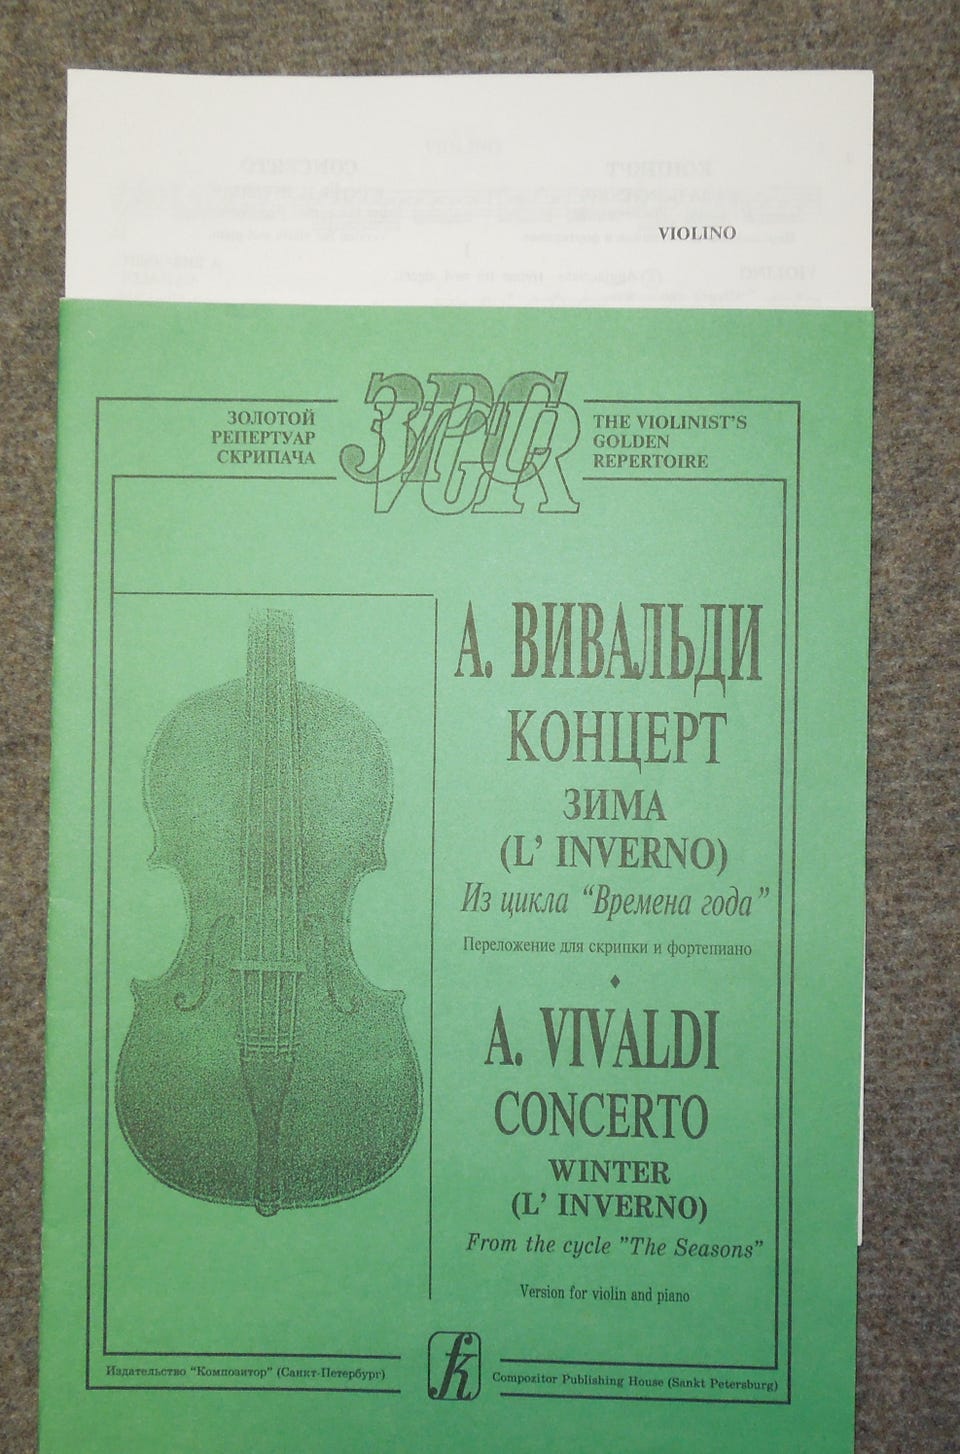 VIOLINO
ЗОЛОТОЙ
РЕПЕРТУАР
СКРИПАЧА
ЗРС
VGR
THE VIOLINIST'S
GOLDEN
REPERTOIRE
А. ВИВАЛЬДИ
КОНЦЕРТ
ЗИМА
(L' INVERNO)
Из цикла "Времена года"
Переложение для скрипки и фортепиано
A. VIVALDI
CONCERTO
WINTER
(L' INVERNO)
From the cycle "The Seasons"
Version for violin and piano
Издательство "Композитор" (Санкт-Петербург)
Compozitor Publishing House (Sankt Petersburg)